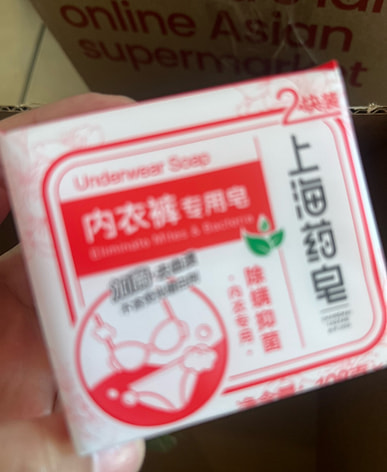 online Asian
supermarket
2块装
Underwear Soap
内衣裤专用皂
Eliminate Mites & Bacteria
上海药皂
除螨抑菌
·内衣专用·